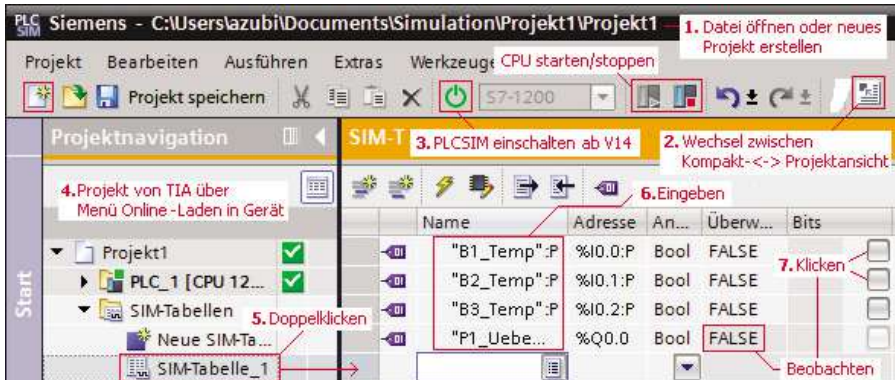 PLC SIM Siemens - C:\Users\azubi\Documents\Simulation\Projekt1\Projekt1
1. Datei öffnen oder neues
Projekt erstellen
Projekt Bearbeiten Ausführen Extras Werkzeuge
CPU starten/stoppen
Projekt speichern
S7-1200
Projektnavigation
SIM-T
3. PLCSIM einschalten ab V14
2. Wechsel zwischen
Kompakt-<-> Projektansicht
4. Projekt von TIA über
Menü Online-Laden in Gerät
6. Eingeben
Name Adresse An... Überw... Bits
Projekt1
"B1_Temp":P %I0.0:P Bool FALSE
7. Klicken
PLC_1 [CPU 12...
"B2_Temp":P %I0.1:P Bool FALSE
SIM-Tabellen
"B3_Temp":P %I0.2:P Bool FALSE
5. Doppelklicken
Neue SIM-Ta...
"P1_Uebe... %Q0.0 Bool FALSE
SIM-Tabelle_1
Beobachten
Start